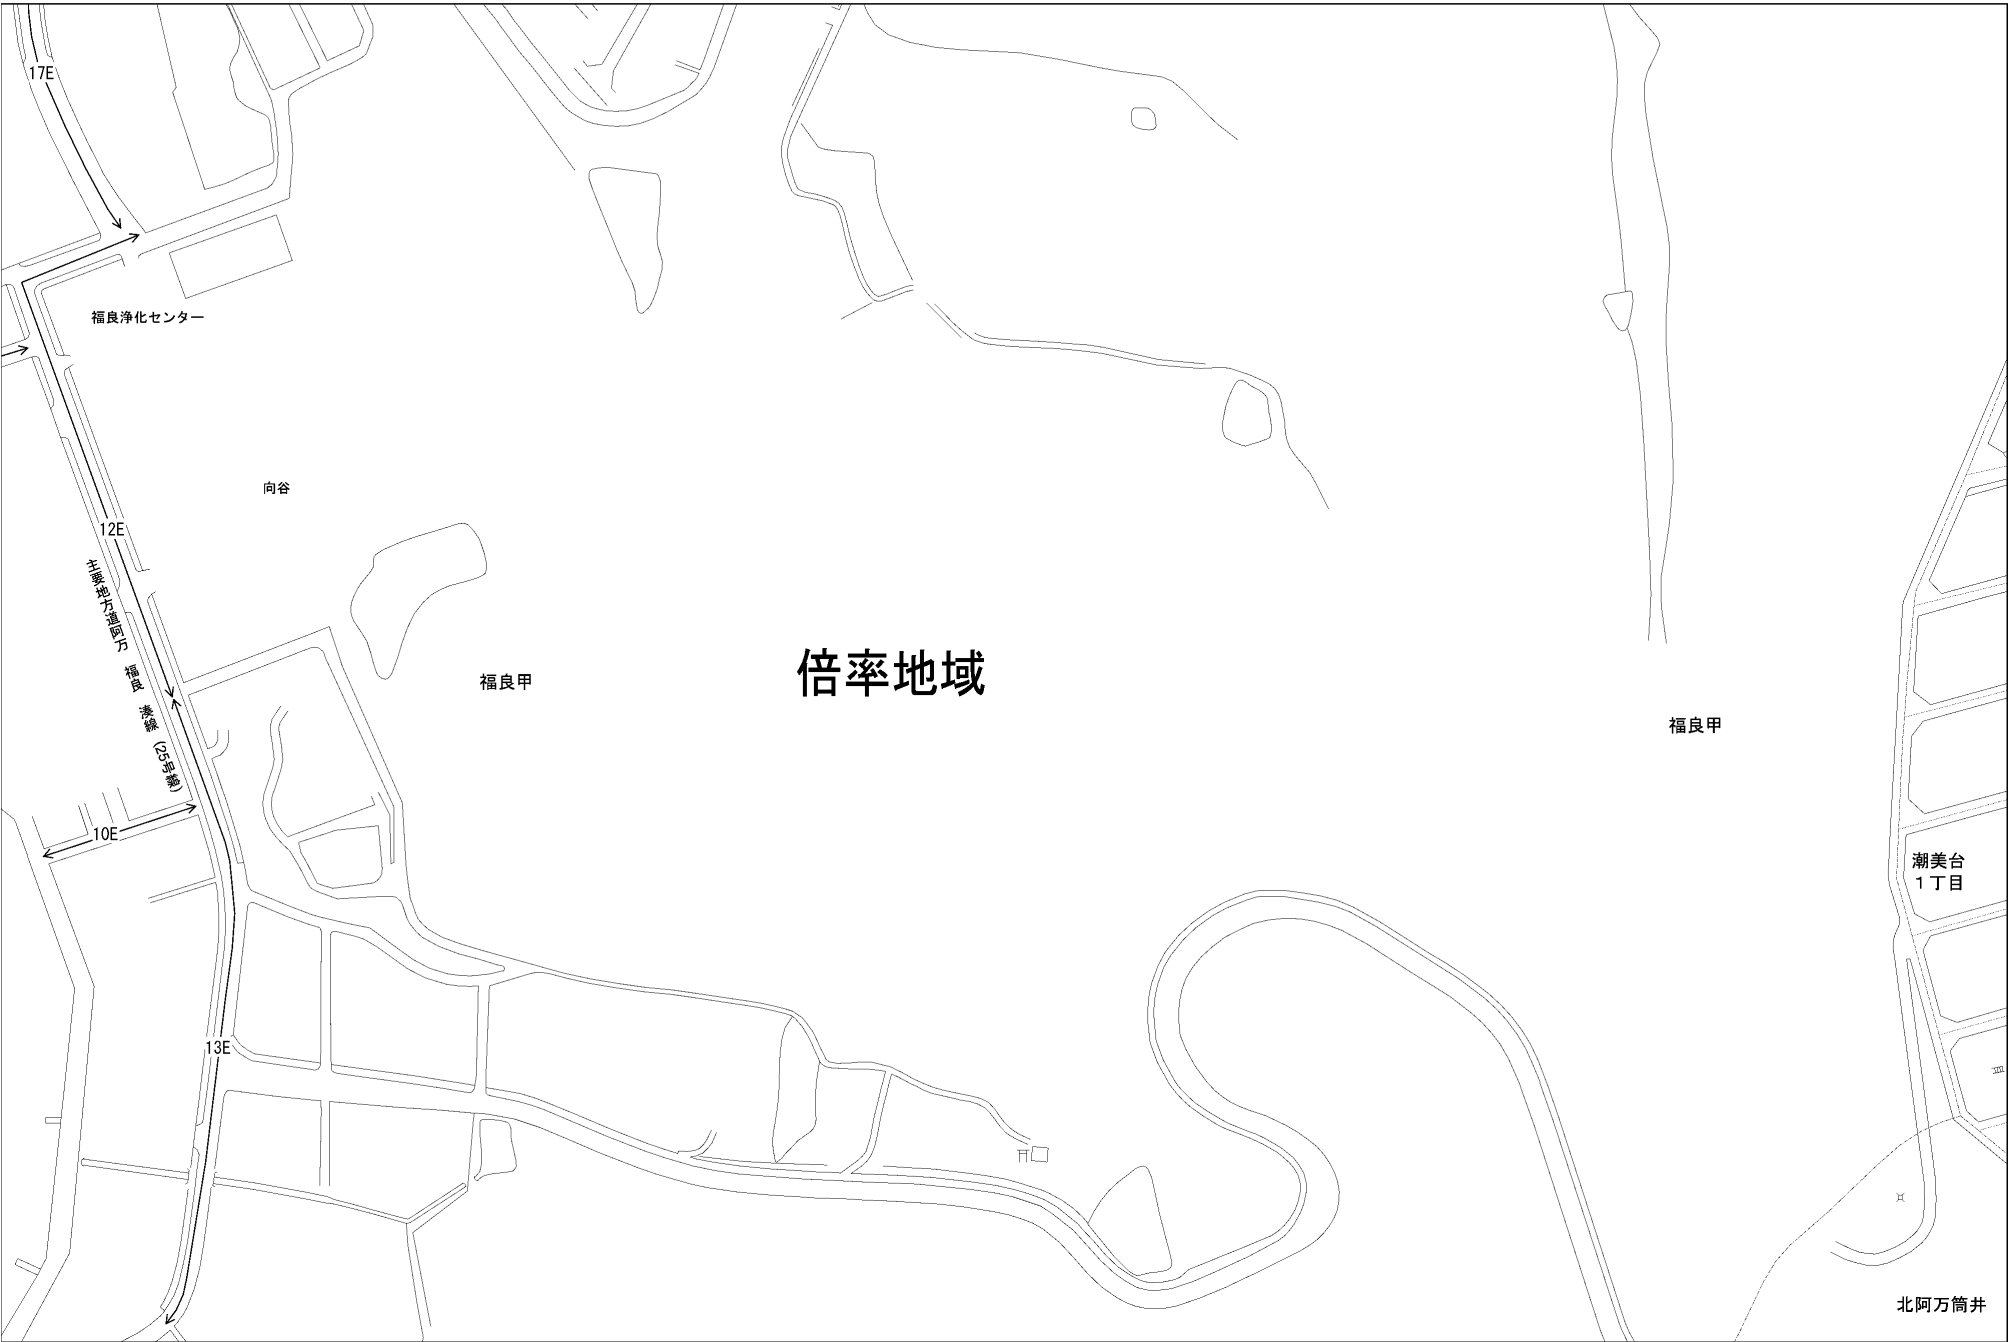 17E
福良浄化センター
向谷
12E
主要地方道阿万　福良　湊線（25号線）
福良甲
倍率地域
福良甲
10E
潮美台
１丁目
13E
北阿万筒井